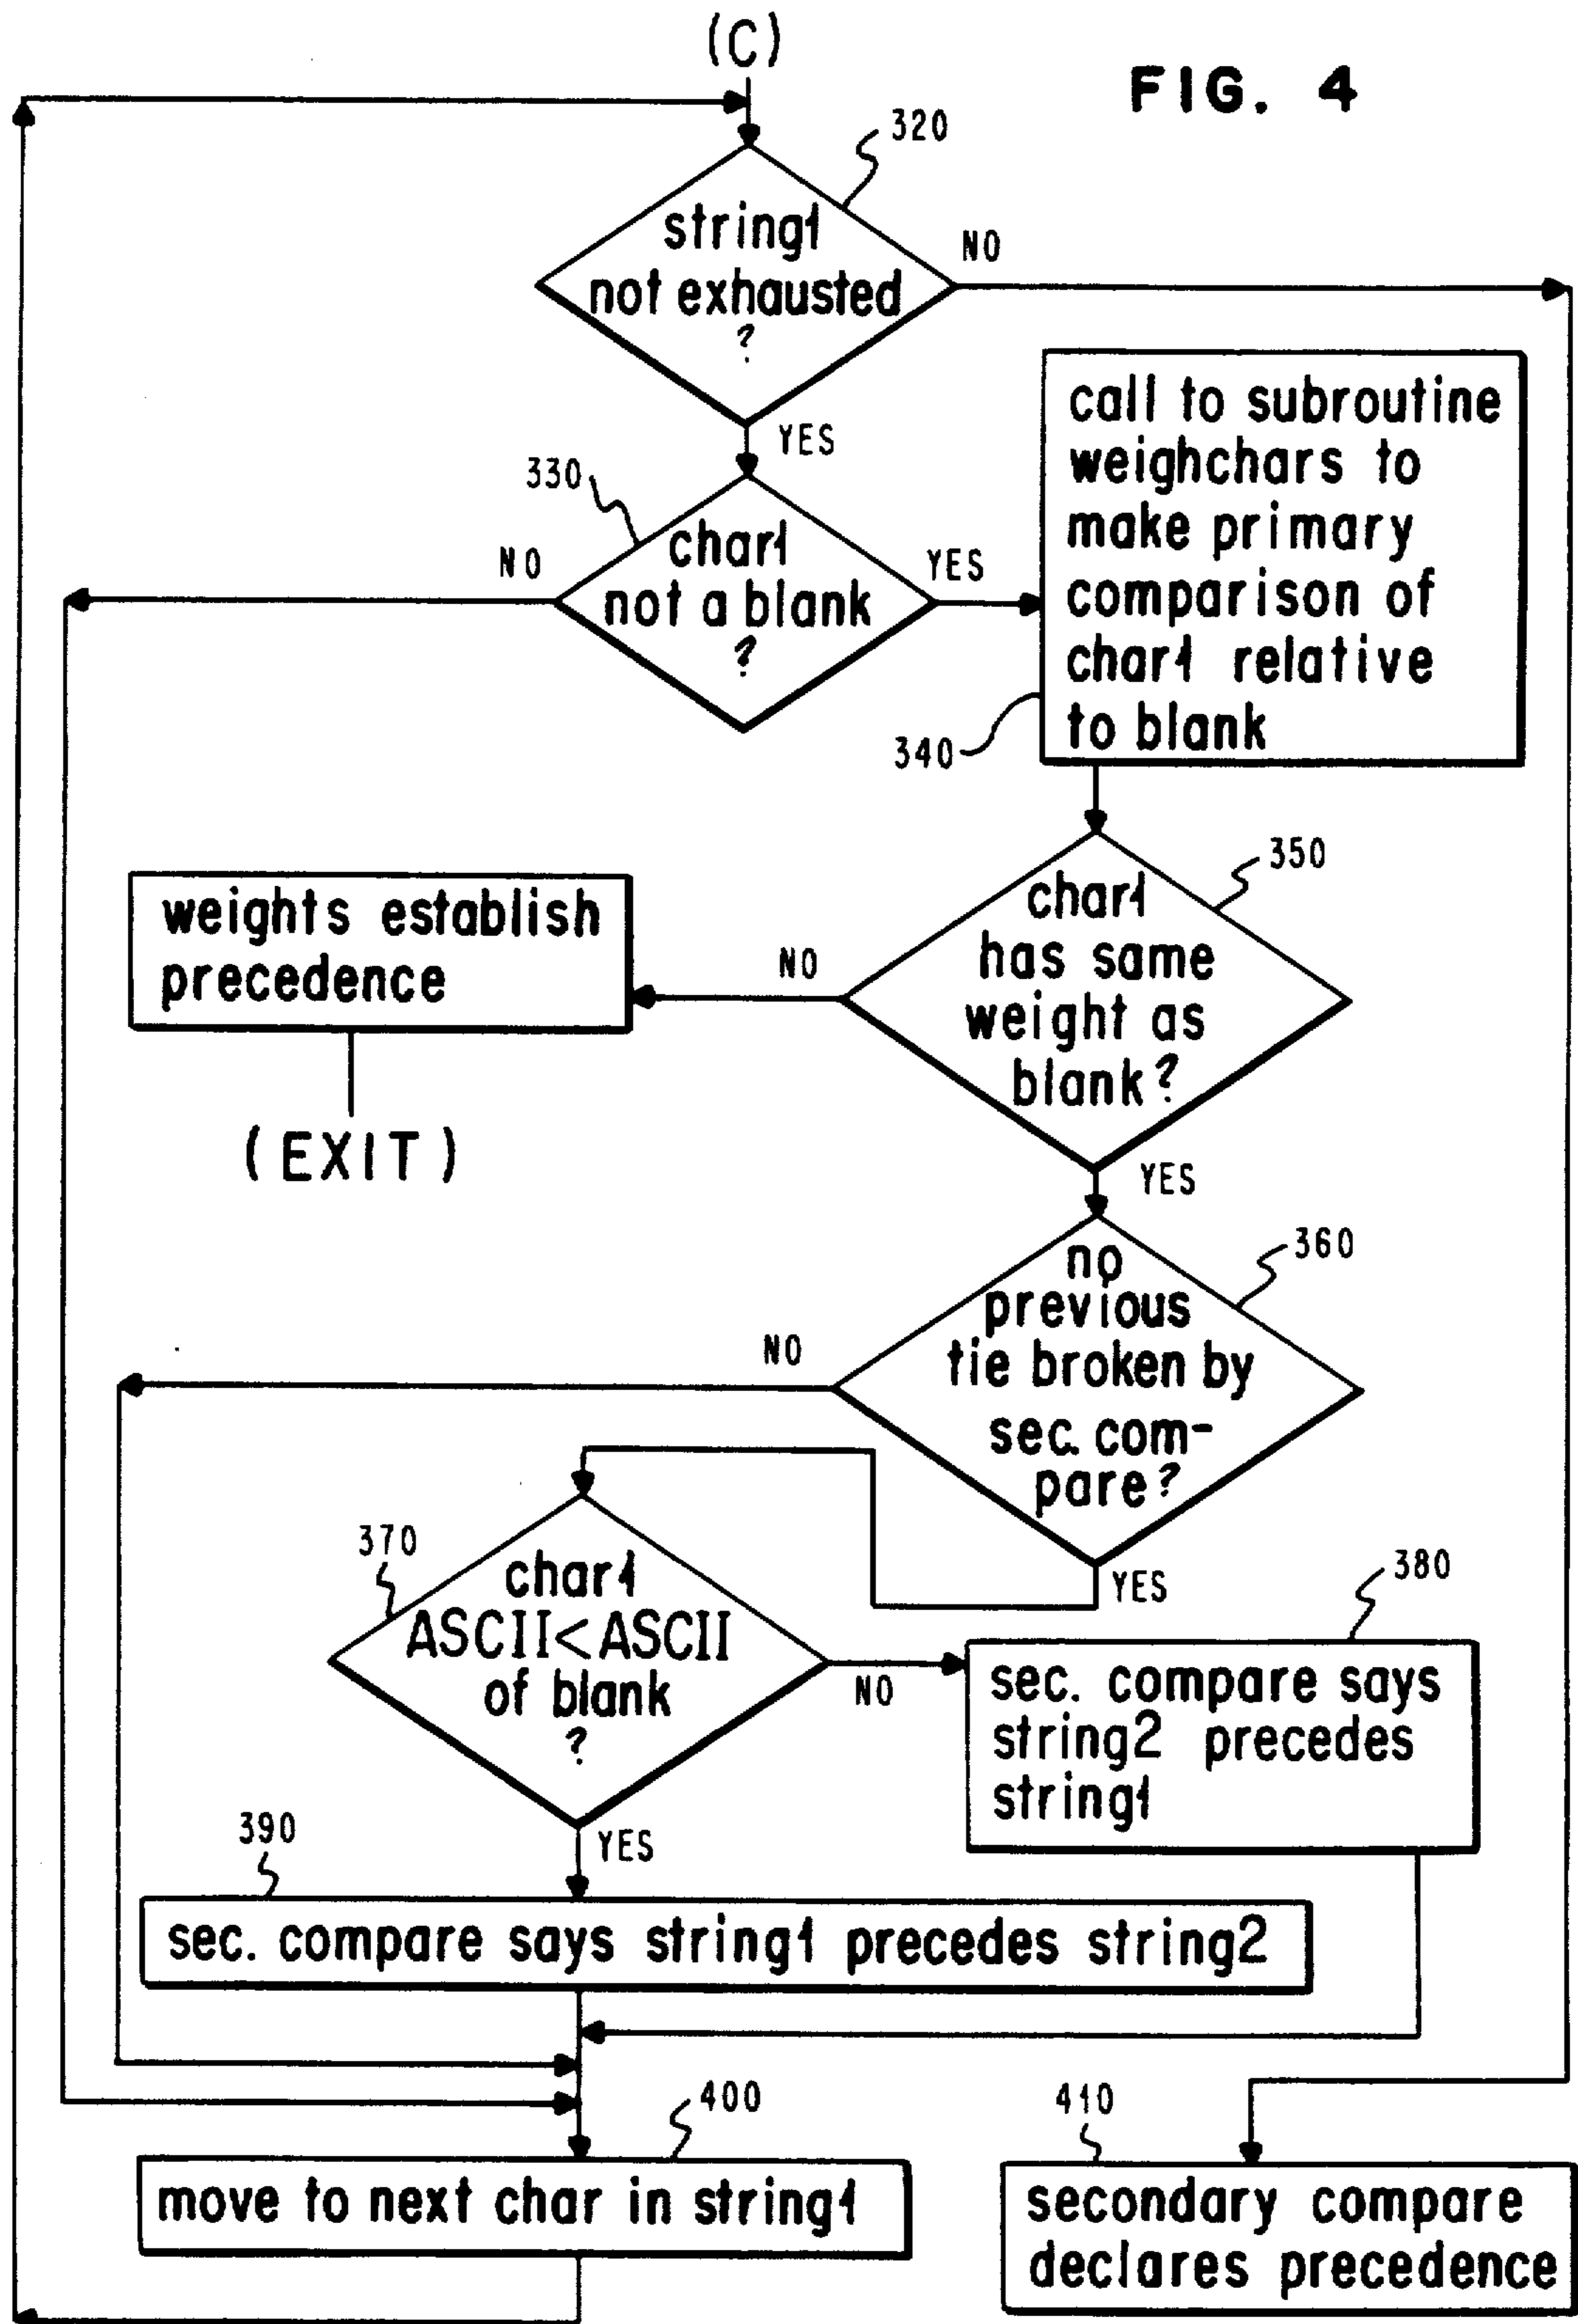 (C)
FIG. 4
320
string1
not exhausted
?
NO
YES
330
char1
not a blank
?
NO
YES
call to subroutine
weighchars to
make primary
comparison of
char1 relative
to blank
340
350
char1
has same
weight as
blank?
NO
YES
weights establish
precedence
(EXIT)
360
no
previous
tie broken by
sec. com-
pare?
NO
YES
370
char1
ASCII<ASCII
of blank
?
NO
YES
380
sec. compare says
string2 precedes
string1
390
sec. compare says string1 precedes string2
400
move to next char in string1
410
secondary compare
declares precedence